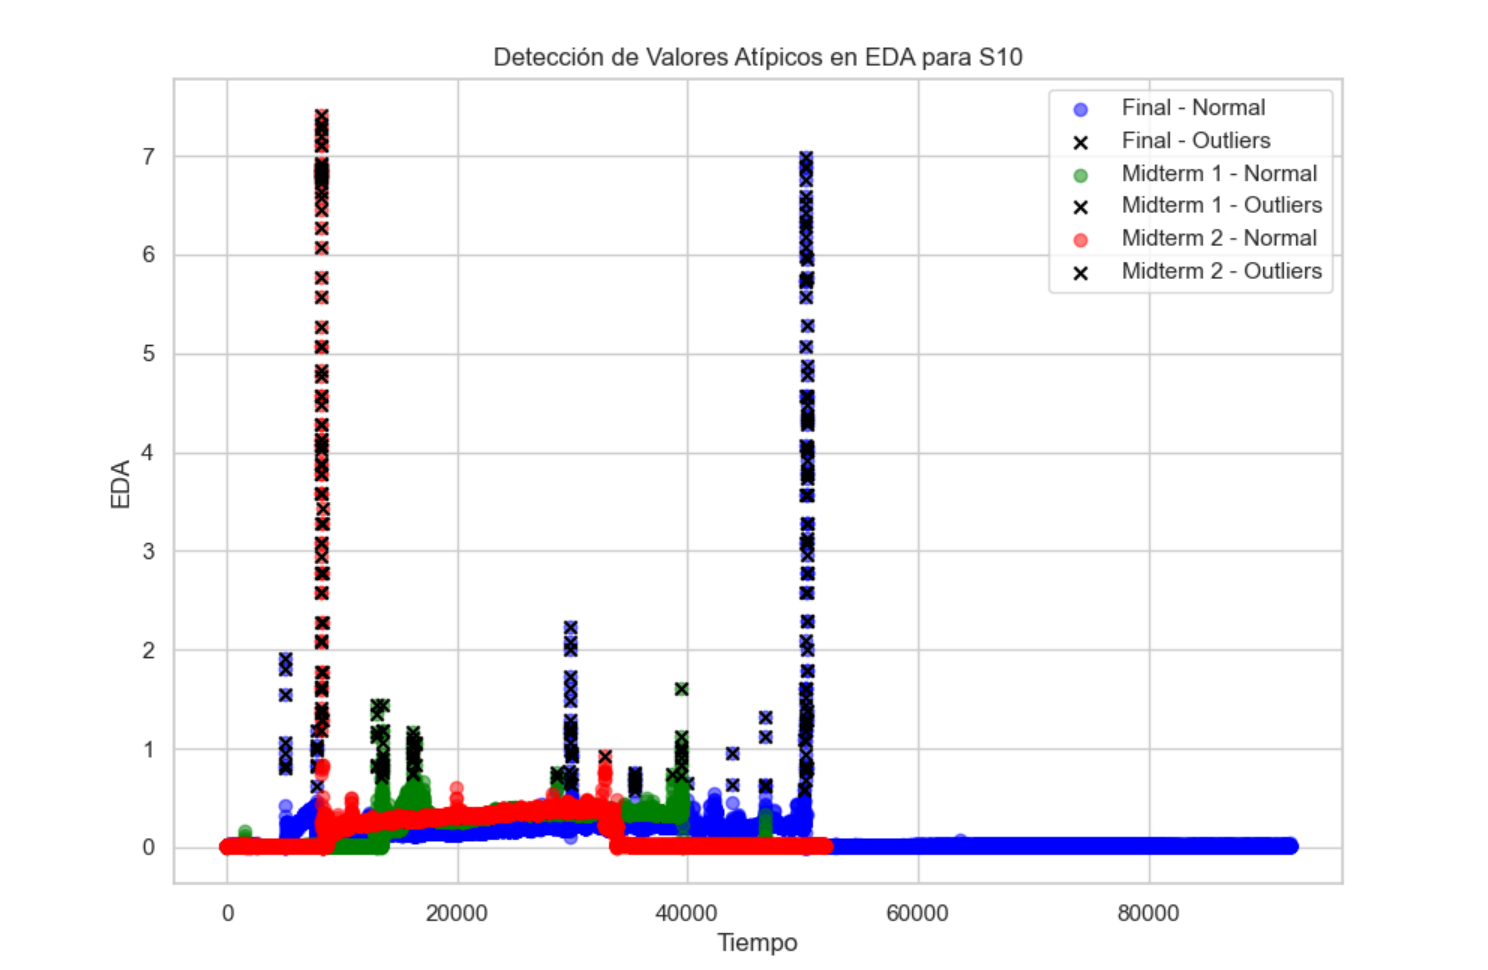 Detección de Valores Atípicos en EDA para S10
Final - Normal
Final - Outliers
Midterm 1 - Normal
Midterm 1 - Outliers
Midterm 2 - Normal
Midterm 2 - Outliers
7
6
5
4
3
2
1
0
EDA
0 20000 40000 60000 80000
Tiempo